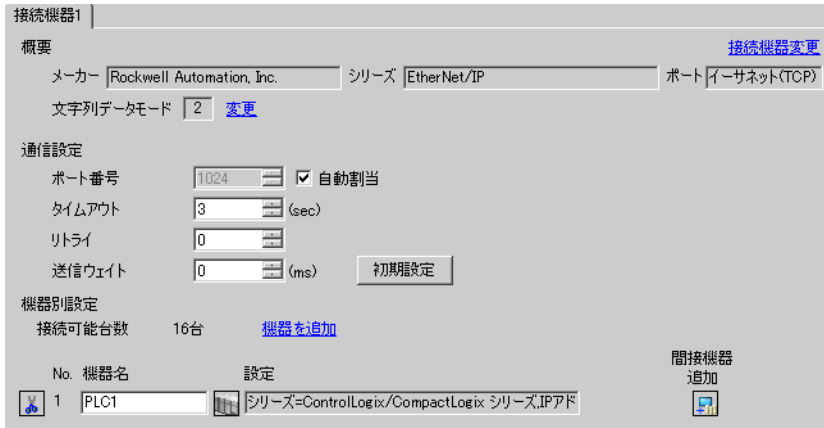 接続機器1
概要 接続機器変更
メーカー Rockwell Automation, Inc. シリーズ EtherNet/IP ポート イーサネット(TCP)
文字列データモード 2 変更
通信設定
ポート番号 1024 自動割当
タイムアウト 3 (sec)
リトライ 0
送信ウェイト 0 (ms) 初期設定
機器別設定
接続可能台数 16台 機器を追加
間接機器
No. 機器名 設定 追加
1 PLC1 シリーズ=ControlLogix/CompactLogix シリーズ,IPアド